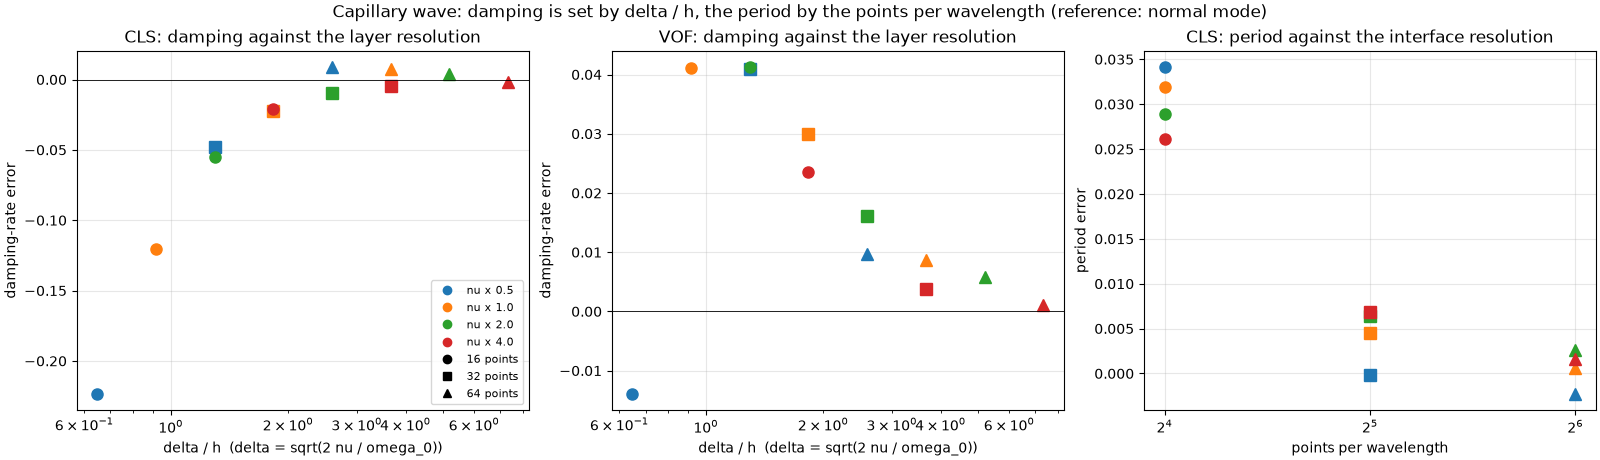 Capillary wave: damping is set by delta / h, the period by the points per wavelength (reference: normal mode)
CLS: damping against the layer resolution
damping-rate error
0.00
−0.05
−0.10
−0.15
−0.20
nu x 0.5
nu x 1.0
nu x 2.0
nu x 4.0
16 points
32 points
64 points
6 × 10⁻¹
10⁰
2 × 10⁰
3 × 10⁰
4 × 10⁰
6 × 10⁰
delta / h (delta = sqrt(2 nu / omega_0))
VOF: damping against the layer resolution
damping-rate error
0.04
0.03
0.02
0.01
0.00
−0.01
6 × 10⁻¹
10⁰
2 × 10⁰
3 × 10⁰
4 × 10⁰
6 × 10⁰
delta / h (delta = sqrt(2 nu / omega_0))
CLS: period against the interface resolution
period error
0.035
0.030
0.025
0.020
0.015
0.010
0.005
0.000
2⁴
2⁵
2⁶
points per wavelength